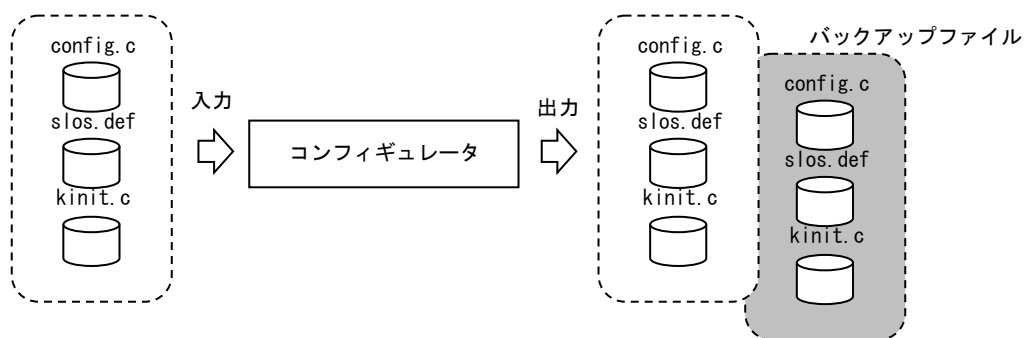 config.c
slos.def
kinit.c
入力
コンフィギュレータ
出力
config.c
slos.def
kinit.c
バックアップファイル
config.c
slos.def
kinit.c